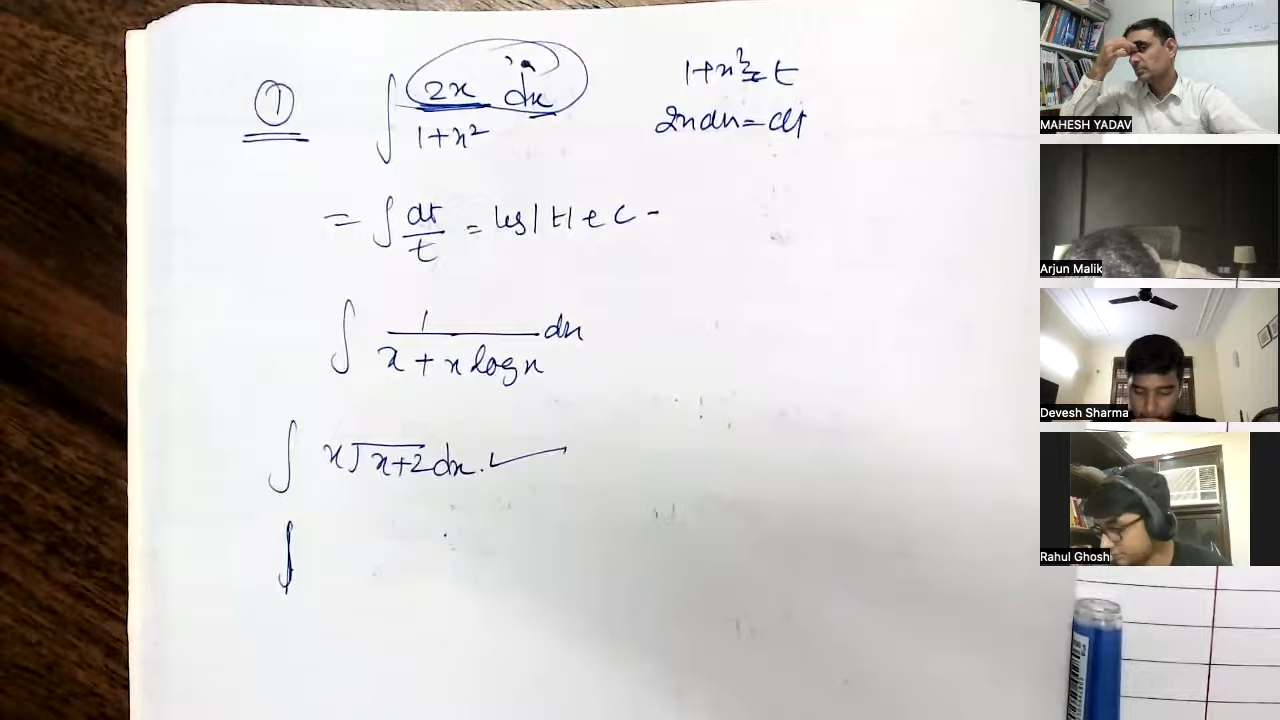 ① ∫ 2x dx / 1+x²
1+x² = t
2x dx = dt
= ∫ dt/t = log|t| + C -
∫ 1 / x + x log x dx
∫ x√x+2 dx.
∫
MAHESH YADAV
Arjun Malik
Devesh Sharma
Rahul Ghosh